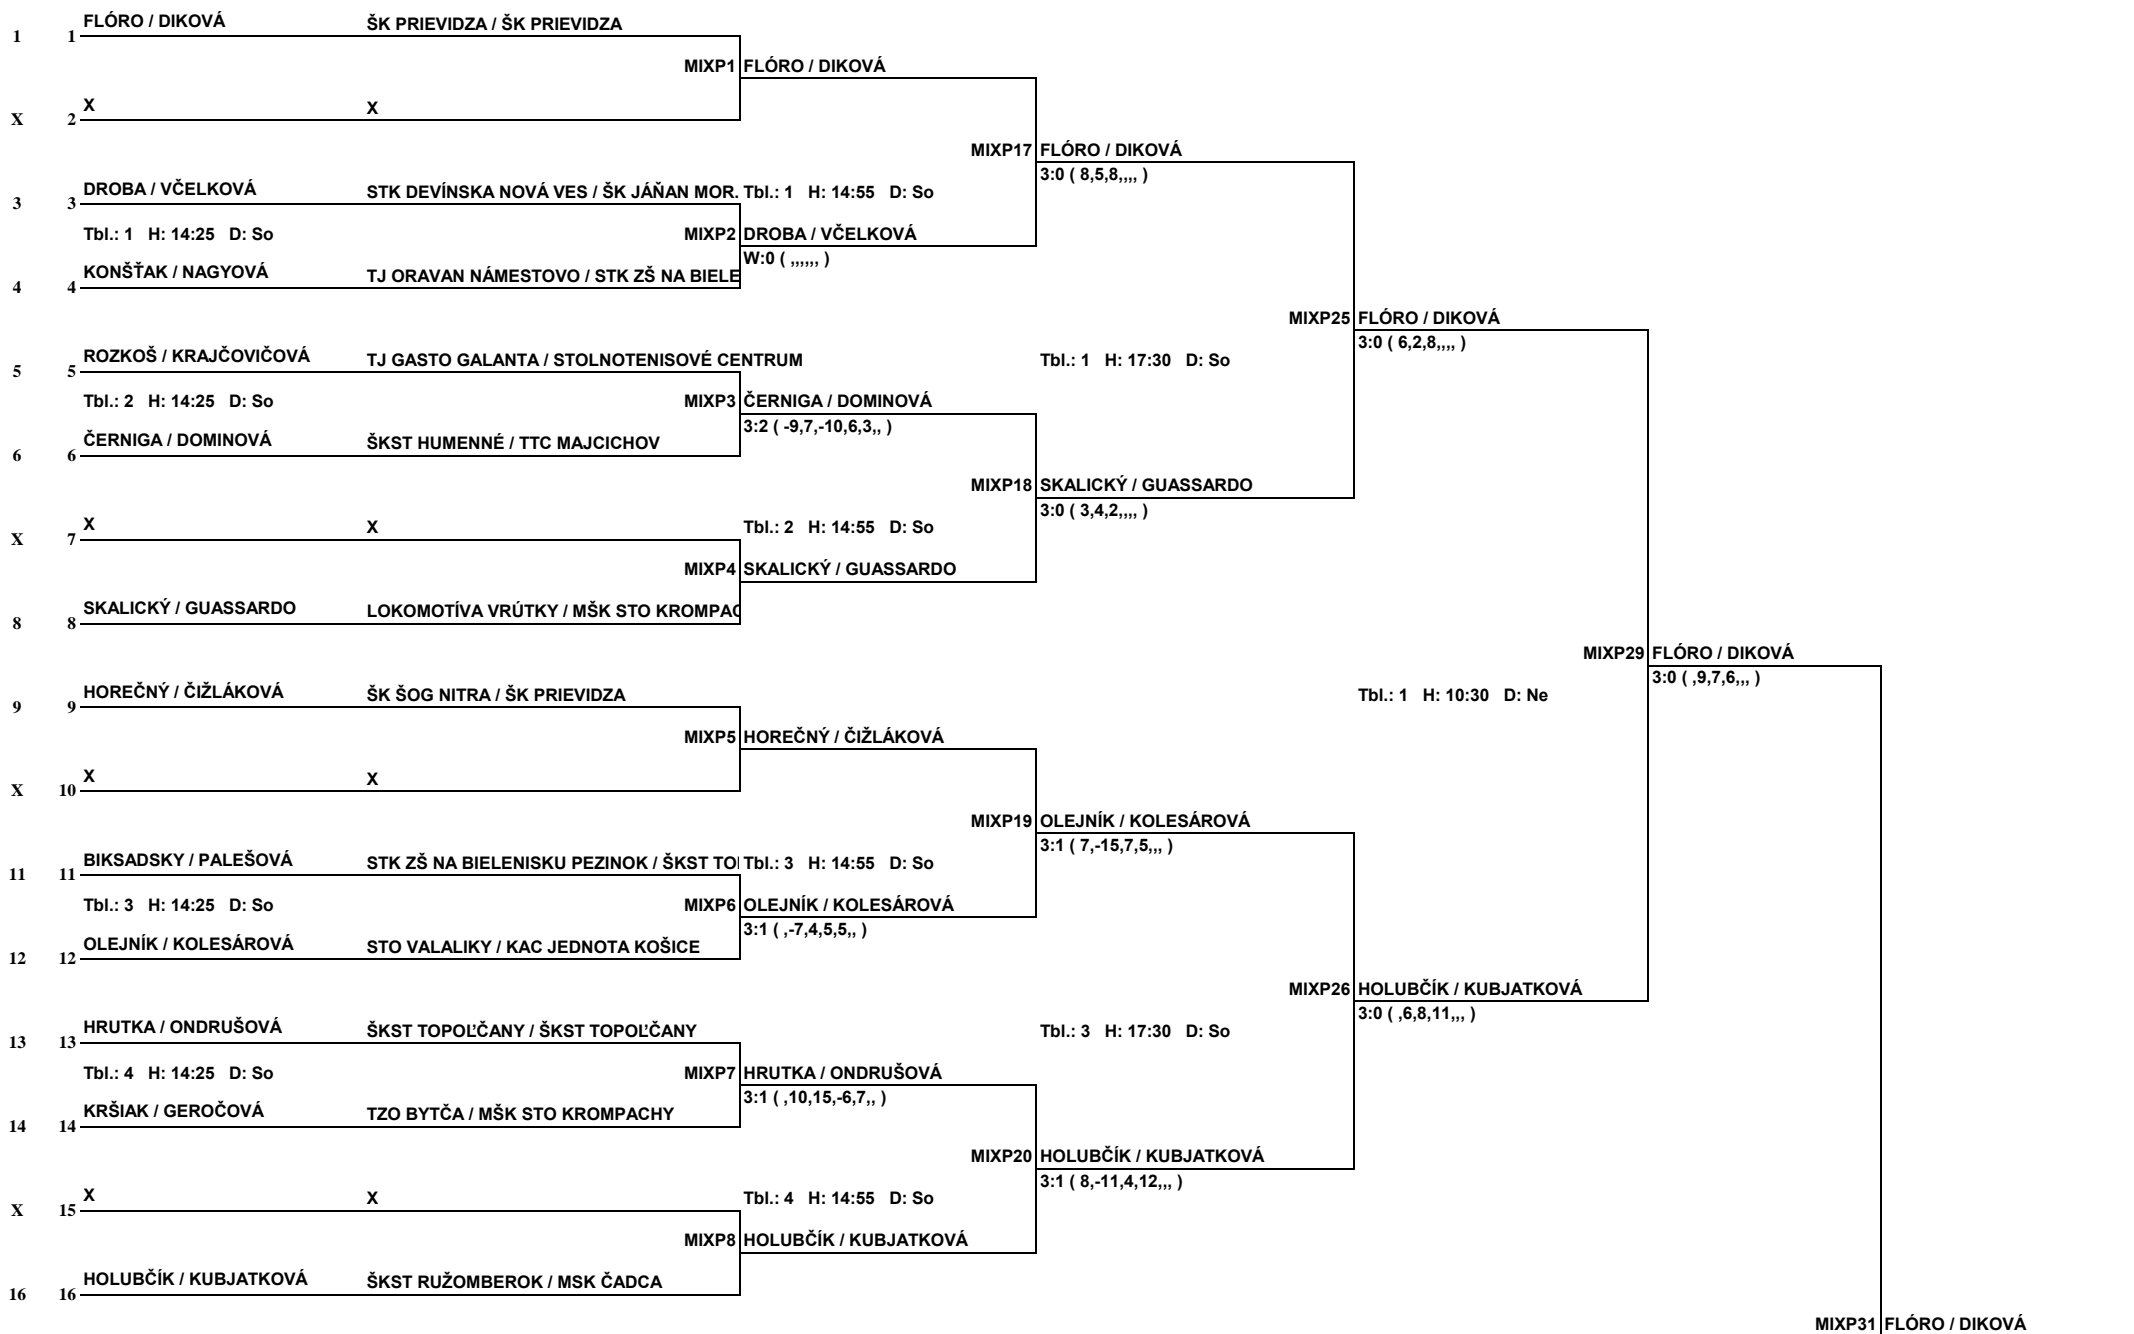 FLÓRO / DIKOVÁ ŠK PRIEVIDZA / ŠK PRIEVIDZA
1 1
MIXP1 FLÓRO / DIKOVÁ
X X
X 2
MIXP17 FLÓRO / DIKOVÁ
3:0 ( 8,5,8,,,, )
DROBA / VČELKOVÁ STK DEVÍNSKA NOVÁ VES / ŠK JÁŇAN MOR. Tbl.: 1 H: 14:55 D: So
3 3
Tbl.: 1 H: 14:25 D: So MIXP2 DROBA / VČELKOVÁ
W:0 ( ,,,,,, )
KONŠŤAK / NAGYOVÁ TJ ORAVAN NÁMESTOVO / STK ZŠ NA BIELE
4 4
MIXP25 FLÓRO / DIKOVÁ
3:0 ( 6,2,8,,,, )
ROZKOŠ / KRAJČOVIČOVÁ TJ GASTO GALANTA / STOLNOTENISOVÉ CENTRUM Tbl.: 1 H: 17:30 D: So
5 5
Tbl.: 2 H: 14:25 D: So MIXP3 ČERNIGA / DOMINOVÁ
3:2 ( -9,7,-10,6,3,, )
ČERNIGA / DOMINOVÁ ŠKST HUMENNÉ / TTC MAJCICHOV
6 6
MIXP18 SKALICKÝ / GUASSARDO
3:0 ( 3,4,2,,,, )
X X Tbl.: 2 H: 14:55 D: So
X 7
MIXP4 SKALICKÝ / GUASSARDO
SKALICKÝ / GUASSARDO LOKOMOTÍVA VRÚTKY / MŠK STO KROMPAC
8 8
MIXP29 FLÓRO / DIKOVÁ
3:0 ( ,9,7,6,,, )
HOREČNÝ / ČIŽLÁKOVÁ ŠK ŠOG NITRA / ŠK PRIEVIDZA Tbl.: 1 H: 10:30 D: Ne
9 9
MIXP5 HOREČNÝ / ČIŽLÁKOVÁ
X X
X 10
MIXP19 OLEJNÍK / KOLESÁROVÁ
3:1 ( 7,-15,7,5,,, )
BIKSADSKY / PALEŠOVÁ STK ZŠ NA BIELENISKU PEZINOK / ŠKST TO Tbl.: 3 H: 14:55 D: So
11 11
Tbl.: 3 H: 14:25 D: So MIXP6 OLEJNÍK / KOLESÁROVÁ
3:1 ( ,-7,4,5,5,, )
OLEJNÍK / KOLESÁROVÁ STO VALALIKY / KAC JEDNOTA KOŠICE
12 12
MIXP26 HOLUBČÍK / KUBJATKOVÁ
3:0 ( ,6,8,11,,, )
HRUTKA / ONDRUŠOVÁ ŠKST TOPOĽČANY / ŠKST TOPOĽČANY Tbl.: 3 H: 17:30 D: So
13 13
Tbl.: 4 H: 14:25 D: So MIXP7 HRUTKA / ONDRUŠOVÁ
3:1 ( ,10,15,-6,7,, )
KRŠIAK / GEROČOVÁ TZO BYTČA / MŠK STO KROMPACHY
14 14
MIXP20 HOLUBČÍK / KUBJATKOVÁ
3:1 ( 8,-11,4,12,,, )
X X Tbl.: 4 H: 14:55 D: So
X 15
MIXP8 HOLUBČÍK / KUBJATKOVÁ
HOLUBČÍK / KUBJATKOVÁ ŠKST RUŽOMBEROK / MSK ČADCA
16 16
MIXP31 FLÓRO / DIKOVÁ